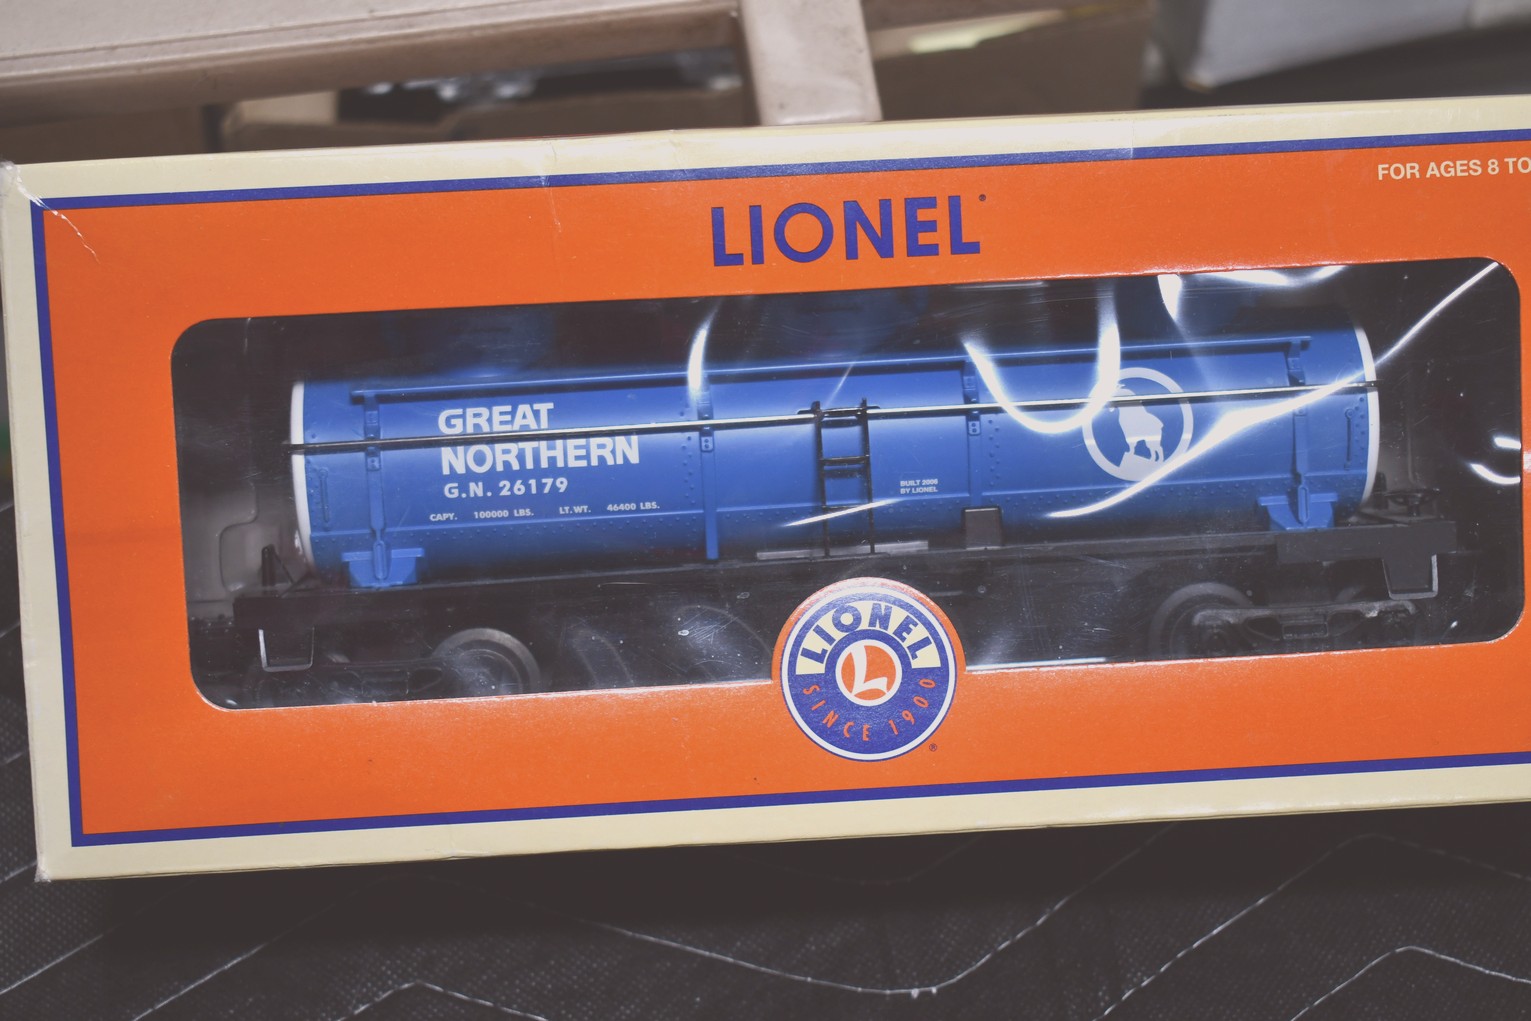 FOR AGES 8 TO
LIONEL
GREAT
NORTHERN
G.N. 26179
CAPY. 100000 LBS. LT. WT. 46400 LBS.
BUILT 2006
BY LIONEL
LIONEL
L
SINCE 1900